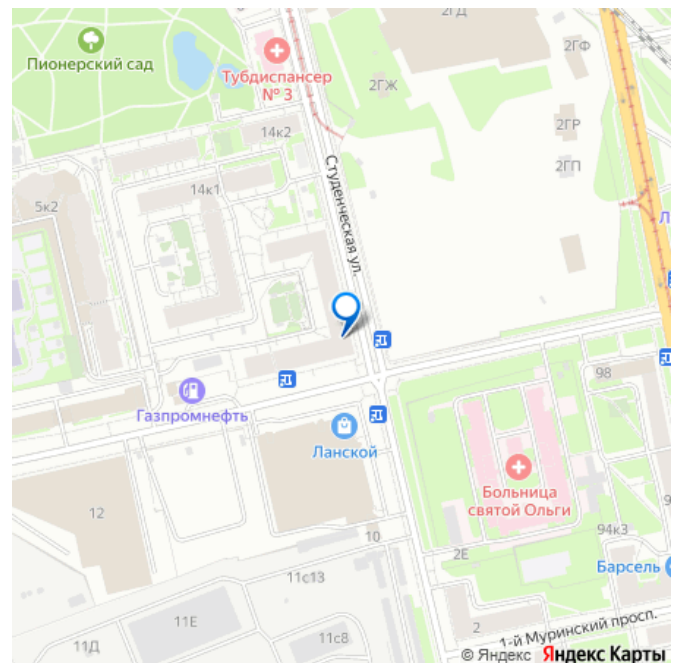 2ГД
Пионерский сад
Тубдиспансер
№ 3
2ГФ
2ГЖ
14к2
2ГР
2ГП
14к1
5к2
Студенческая ул.
Газпромнефть
Ланской
98
Больница
святой Ольги
12
10
94к3
2Е
11с13
Барсель
11Е
2
11с8
11Д
1-й Муринский просп.
© Яндекс Яндекс Карты